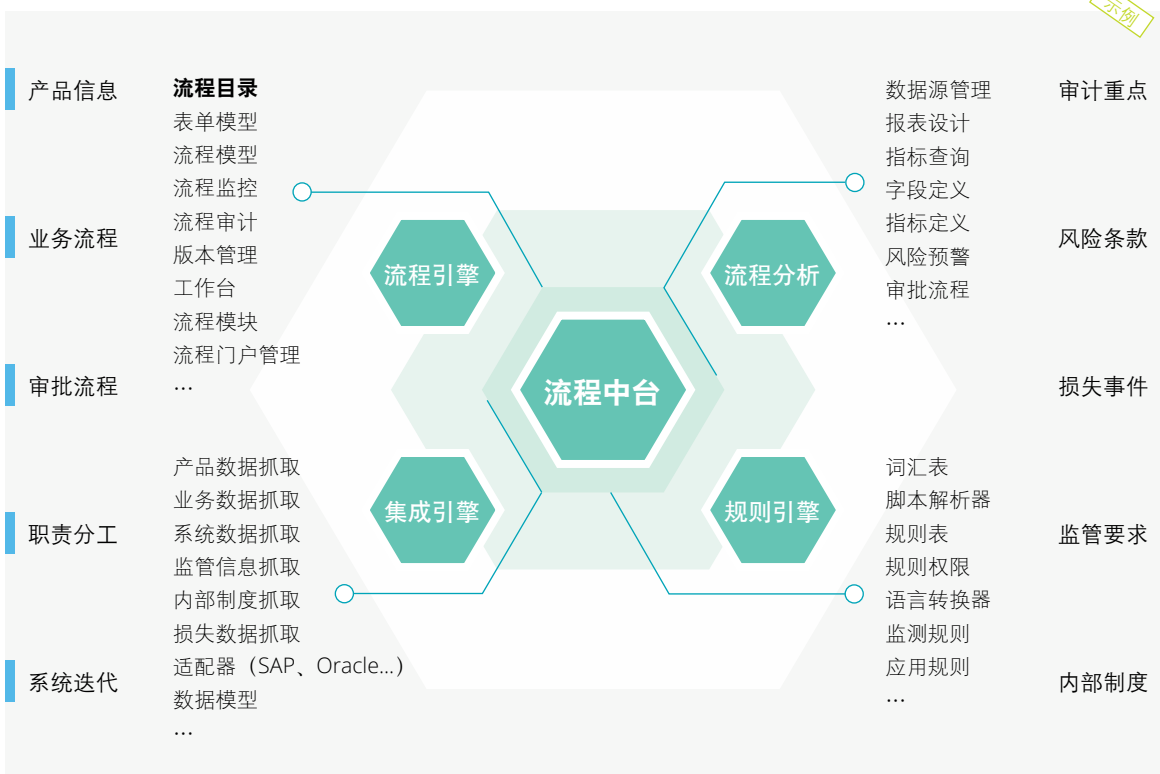 示例
产品信息
业务流程
审批流程
职责分工
系统迭代
流程目录
表单模型
流程模型
流程监控
流程审计
版本管理
工作台
流程模块
流程门户管理
…
产品数据抓取
业务数据抓取
系统数据抓取
监管信息抓取
内部制度抓取
损失数据抓取
适配器（SAP、Oracle...）
数据模型
…
流程引擎
流程分析
流程中台
集成引擎
规则引擎
数据源管理
报表设计
指标查询
字段定义
指标定义
风险预警
审批流程
…
词汇表
脚本解析器
规则表
规则权限
语言转换器
监测规则
应用规则
…
审计重点
风险条款
损失事件
监管要求
内部制度